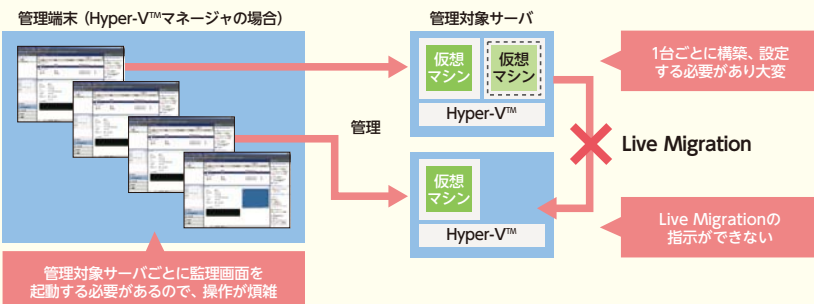 管理端末（Hyper-V™マネージャの場合）
管理対象サーバ
仮想
マシン
仮想
マシン
Hyper-V™
1台ごとに構築、設定
する必要があり大変
管理
Live Migration
仮想
マシン
Hyper-V™
Live Migrationの
指示ができない
管理対象サーバごとに監理画面を
起動する必要があるので、操作が煩雑